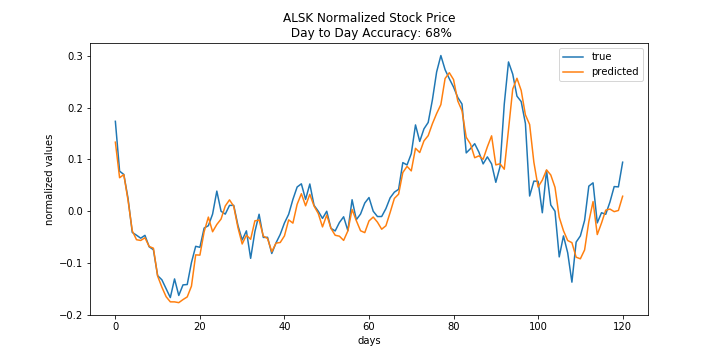 ALSK Normalized Stock Price
Day to Day Accuracy: 68%
0.3
0.2
0.1
0.0
−0.1
−0.2
normalized values
true
predicted
0
20
40
60
80
100
120
days